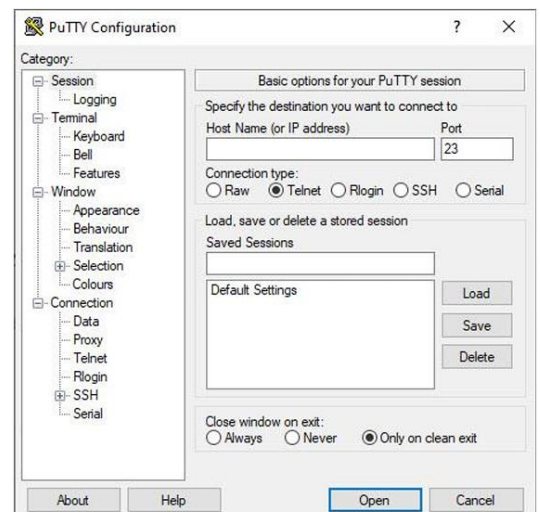 PuTTY Configuration
?
Category:
Session
Logging
Terminal
Keyboard
Bell
Features
Window
Appearance
Behaviour
Translation
Selection
Colours
Connection
Data
Proxy
Telnet
Rlogin
SSH
Serial
Basic options for your PuTTY session
Specify the destination you want to connect to
Host Name (or IP address) Port
23
Connection type:
Raw Telnet Rlogin SSH Serial
Load, save or delete a stored session
Saved Sessions
Default Settings
Load
Save
Delete
Close window on exit:
Always Never Only on clean exit
About Help Open Cancel